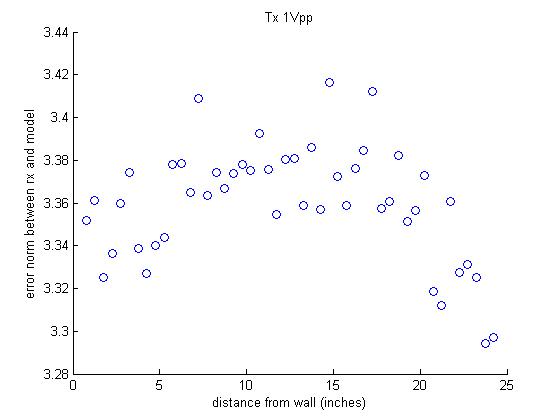 Tx 1Vpp
3.44
3.42
3.4
3.38
3.36
3.34
3.32
3.3
3.28
error norm between rx and model
0 5 10 15 20 25
distance from wall (inches)